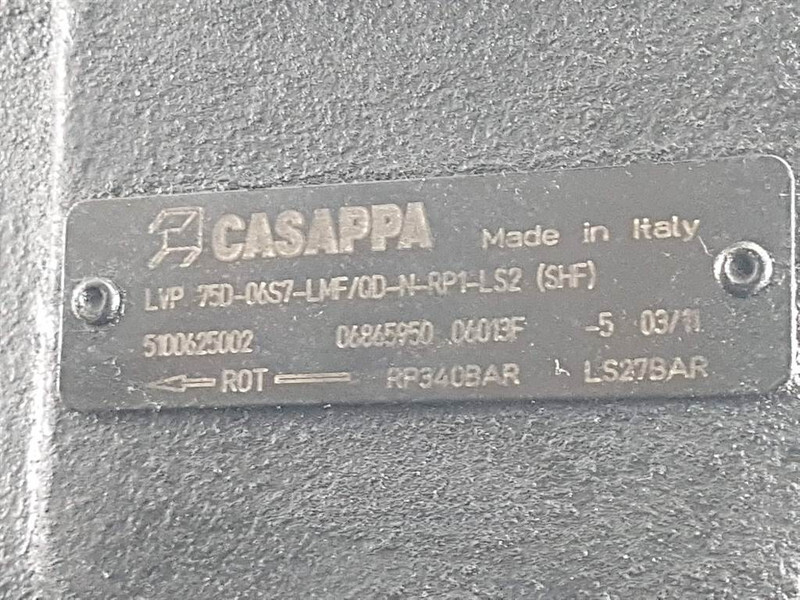 CASAPPA Made in Italy
LVP 75D-06S7-LMF/OD-N-RP1-LS2 (SHF)
5100625002 06865950 06013F -5 03/11
ROT RP340BAR LS27BAR